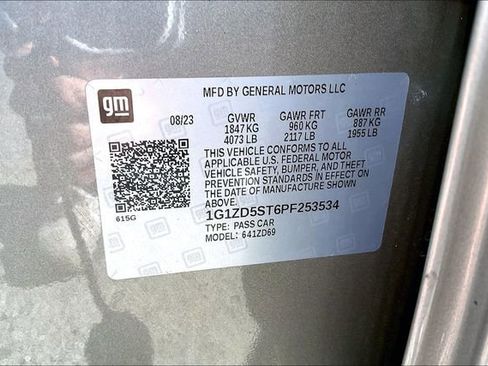 gm
MFD BY GENERAL MOTORS LLC
08/23 GVWR GAWR FRT GAWR RR
1847 KG 960 KG 887 KG
4073 LB 2117 LB 1955 LB
THIS VEHICLE CONFORMS TO ALL
APPLICABLE U.S. FEDERAL MOTOR
VEHICLE SAFETY, BUMPER, AND THEFT
PREVENTION STANDARDS IN EFFECT ON
THE DATE OF MANUFACTURE SHOWN
ABOVE.
615G
1G1ZD5ST6PF253534
TYPE: PASS CAR
MODEL: 641ZD69